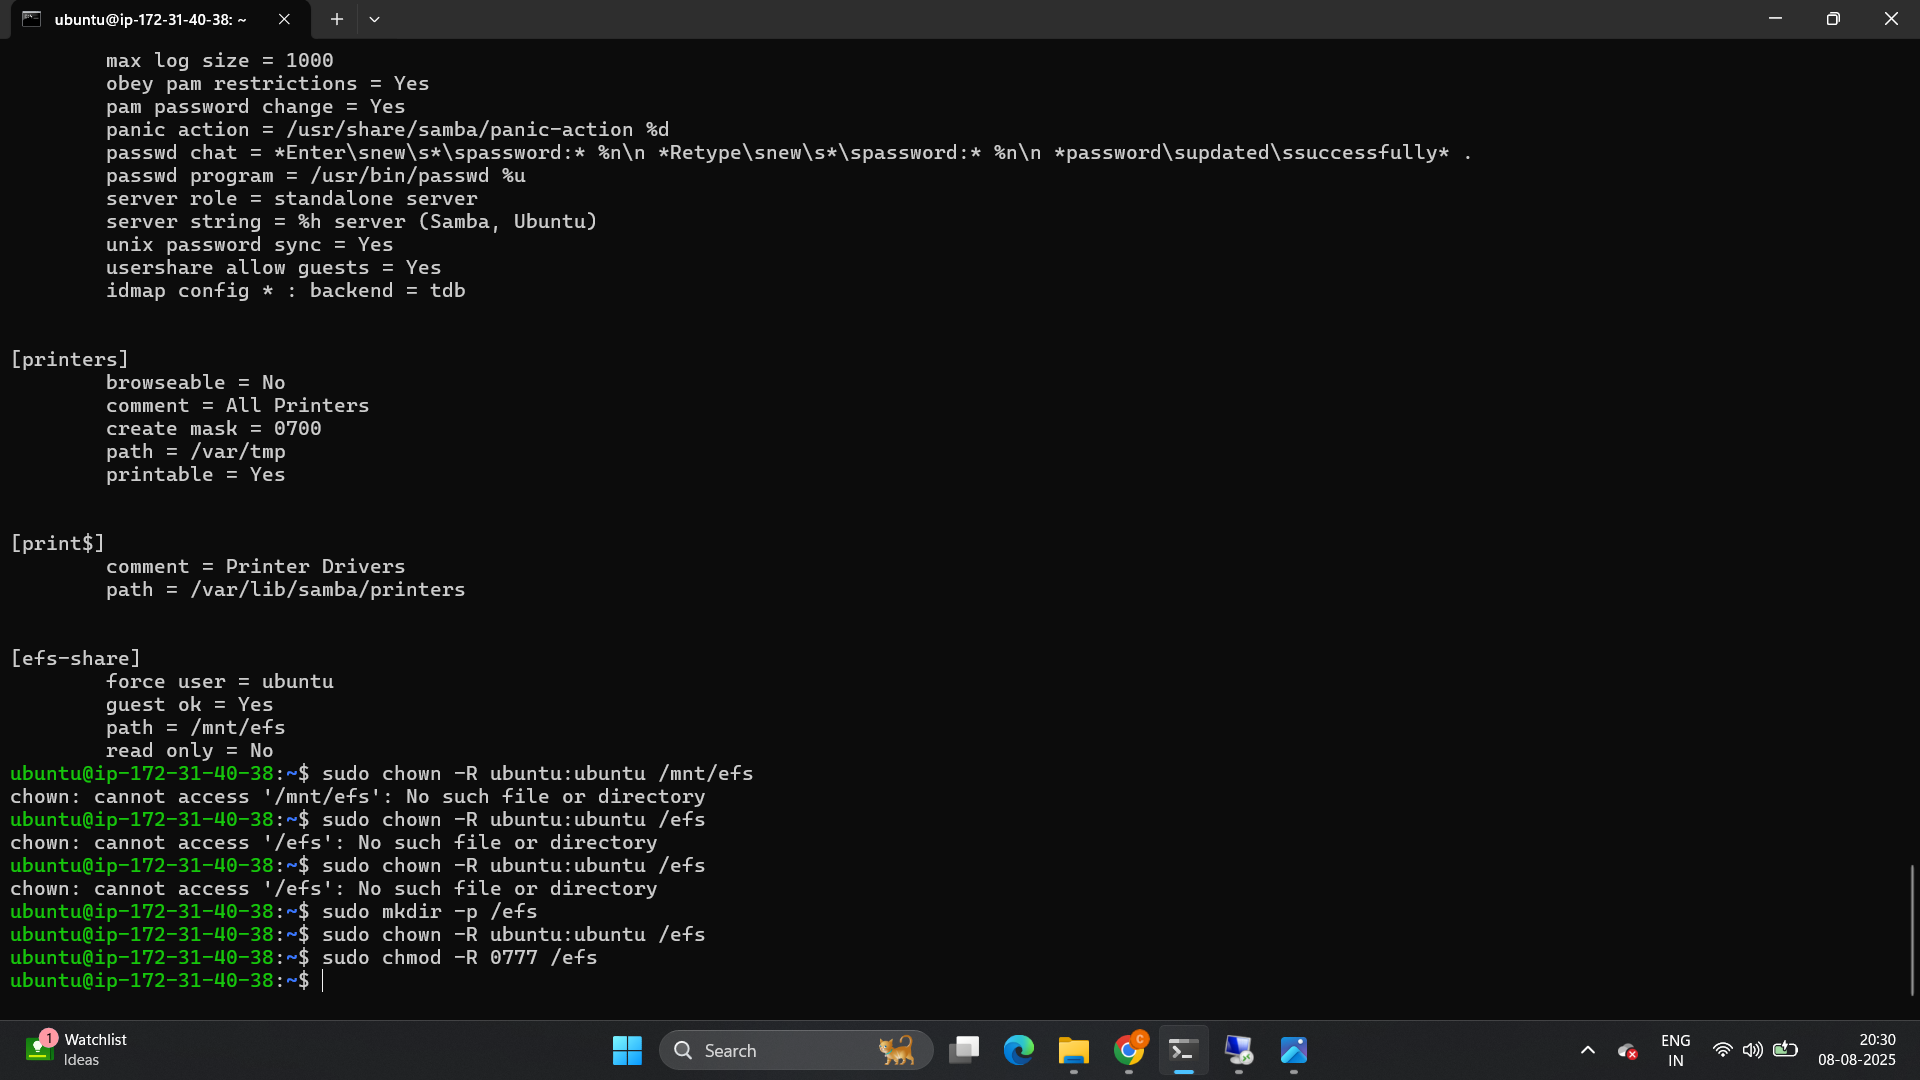 ubuntu@ip-172-31-40-38: ~
max log size = 1000
obey pam restrictions = Yes
pam password change = Yes
panic action = /usr/share/samba/panic-action %d
passwd chat = *Enter\snew\s*\spassword:* %n\n *Retype\snew\s*\spassword:* %n\n *password\supdated\ssuccessfully* .
passwd program = /usr/bin/passwd %u
server role = standalone server
server string = %h server (Samba, Ubuntu)
unix password sync = Yes
usershare allow guests = Yes
idmap config * : backend = tdb
[printers]
browseable = No
comment = All Printers
create mask = 0700
path = /var/tmp
printable = Yes
[print$]
comment = Printer Drivers
path = /var/lib/samba/printers
[efs-share]
force user = ubuntu
guest ok = Yes
path = /mnt/efs
read only = No
ubuntu@ip-172-31-40-38:~$ sudo chown -R ubuntu:ubuntu /mnt/efs
chown: cannot access '/mnt/efs': No such file or directory
ubuntu@ip-172-31-40-38:~$ sudo chown -R ubuntu:ubuntu /efs
chown: cannot access '/efs': No such file or directory
ubuntu@ip-172-31-40-38:~$ sudo chown -R ubuntu:ubuntu /efs
chown: cannot access '/efs': No such file or directory
ubuntu@ip-172-31-40-38:~$ sudo mkdir -p /efs
ubuntu@ip-172-31-40-38:~$ sudo chown -R ubuntu:ubuntu /efs
ubuntu@ip-172-31-40-38:~$ sudo chmod -R 0777 /efs
ubuntu@ip-172-31-40-38:~$
1
Watchlist
Ideas
Search
C
ENG
IN
20:30
08-08-2025